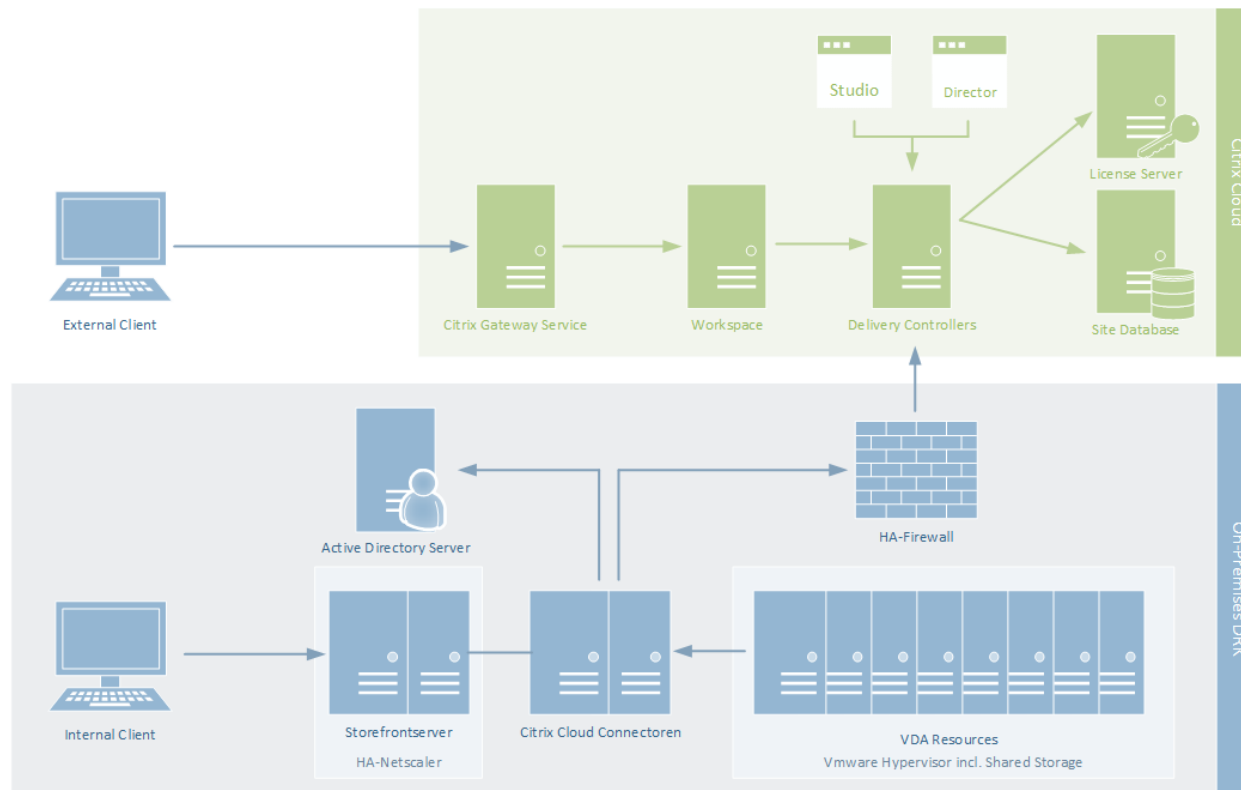 Studio
Director
License Server
Citrix Cloud
External Client
Citrix Gateway Service
Workspace
Delivery Controllers
Site Database
Active Directory Server
HA-Firewall
On-Premises DRK
Internal Client
Storefrontserver
HA-Netscaler
Citrix Cloud Connectoren
VDA Resources
Vmware Hypervisor incl. Shared Storage